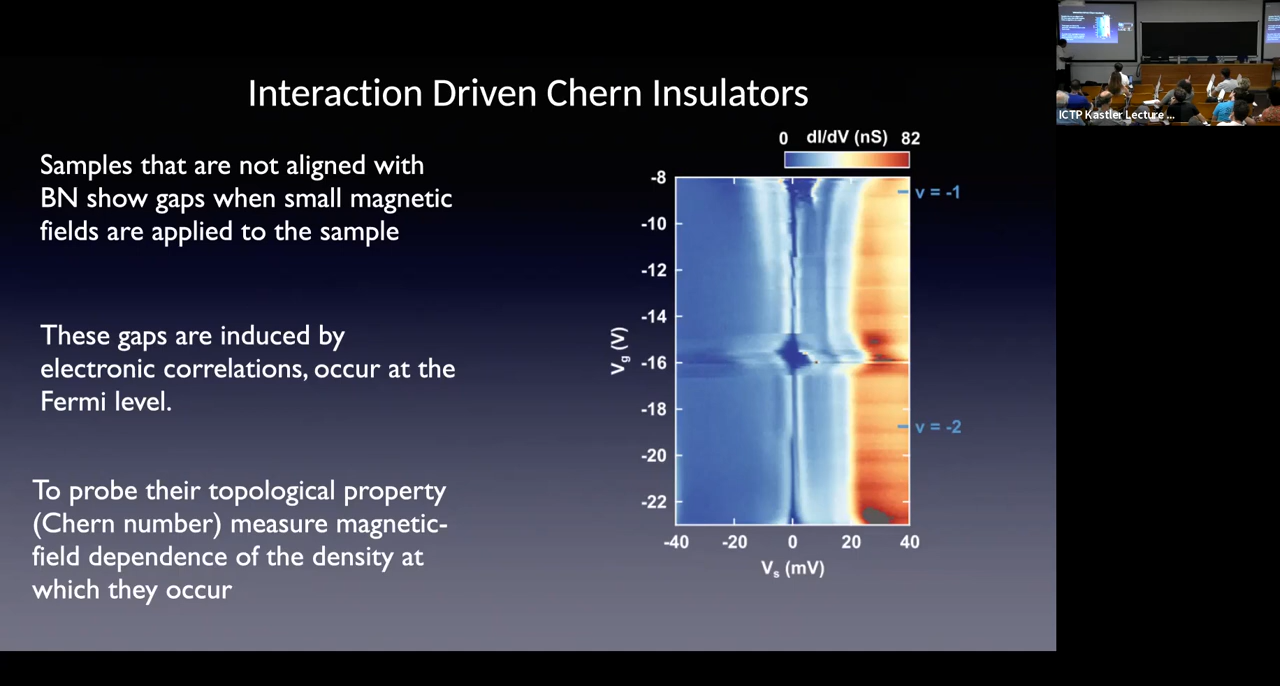 Interaction Driven Chern Insulators
Samples that are not aligned with
BN show gaps when small magnetic
fields are applied to the sample
These gaps are induced by
electronic correlations, occur at the
Fermi level.
To probe their topological property
(Chern number) measure magnetic-
field dependence of the density at
which they occur
0 dI/dV (nS) 82
-8
-10
-12
-14
-16
-18
-20
-22
Vg (V)
ν = -1
ν = -2
-40 -20 0 20 40
Vs (mV)
ICTP Kastler Lecture ...